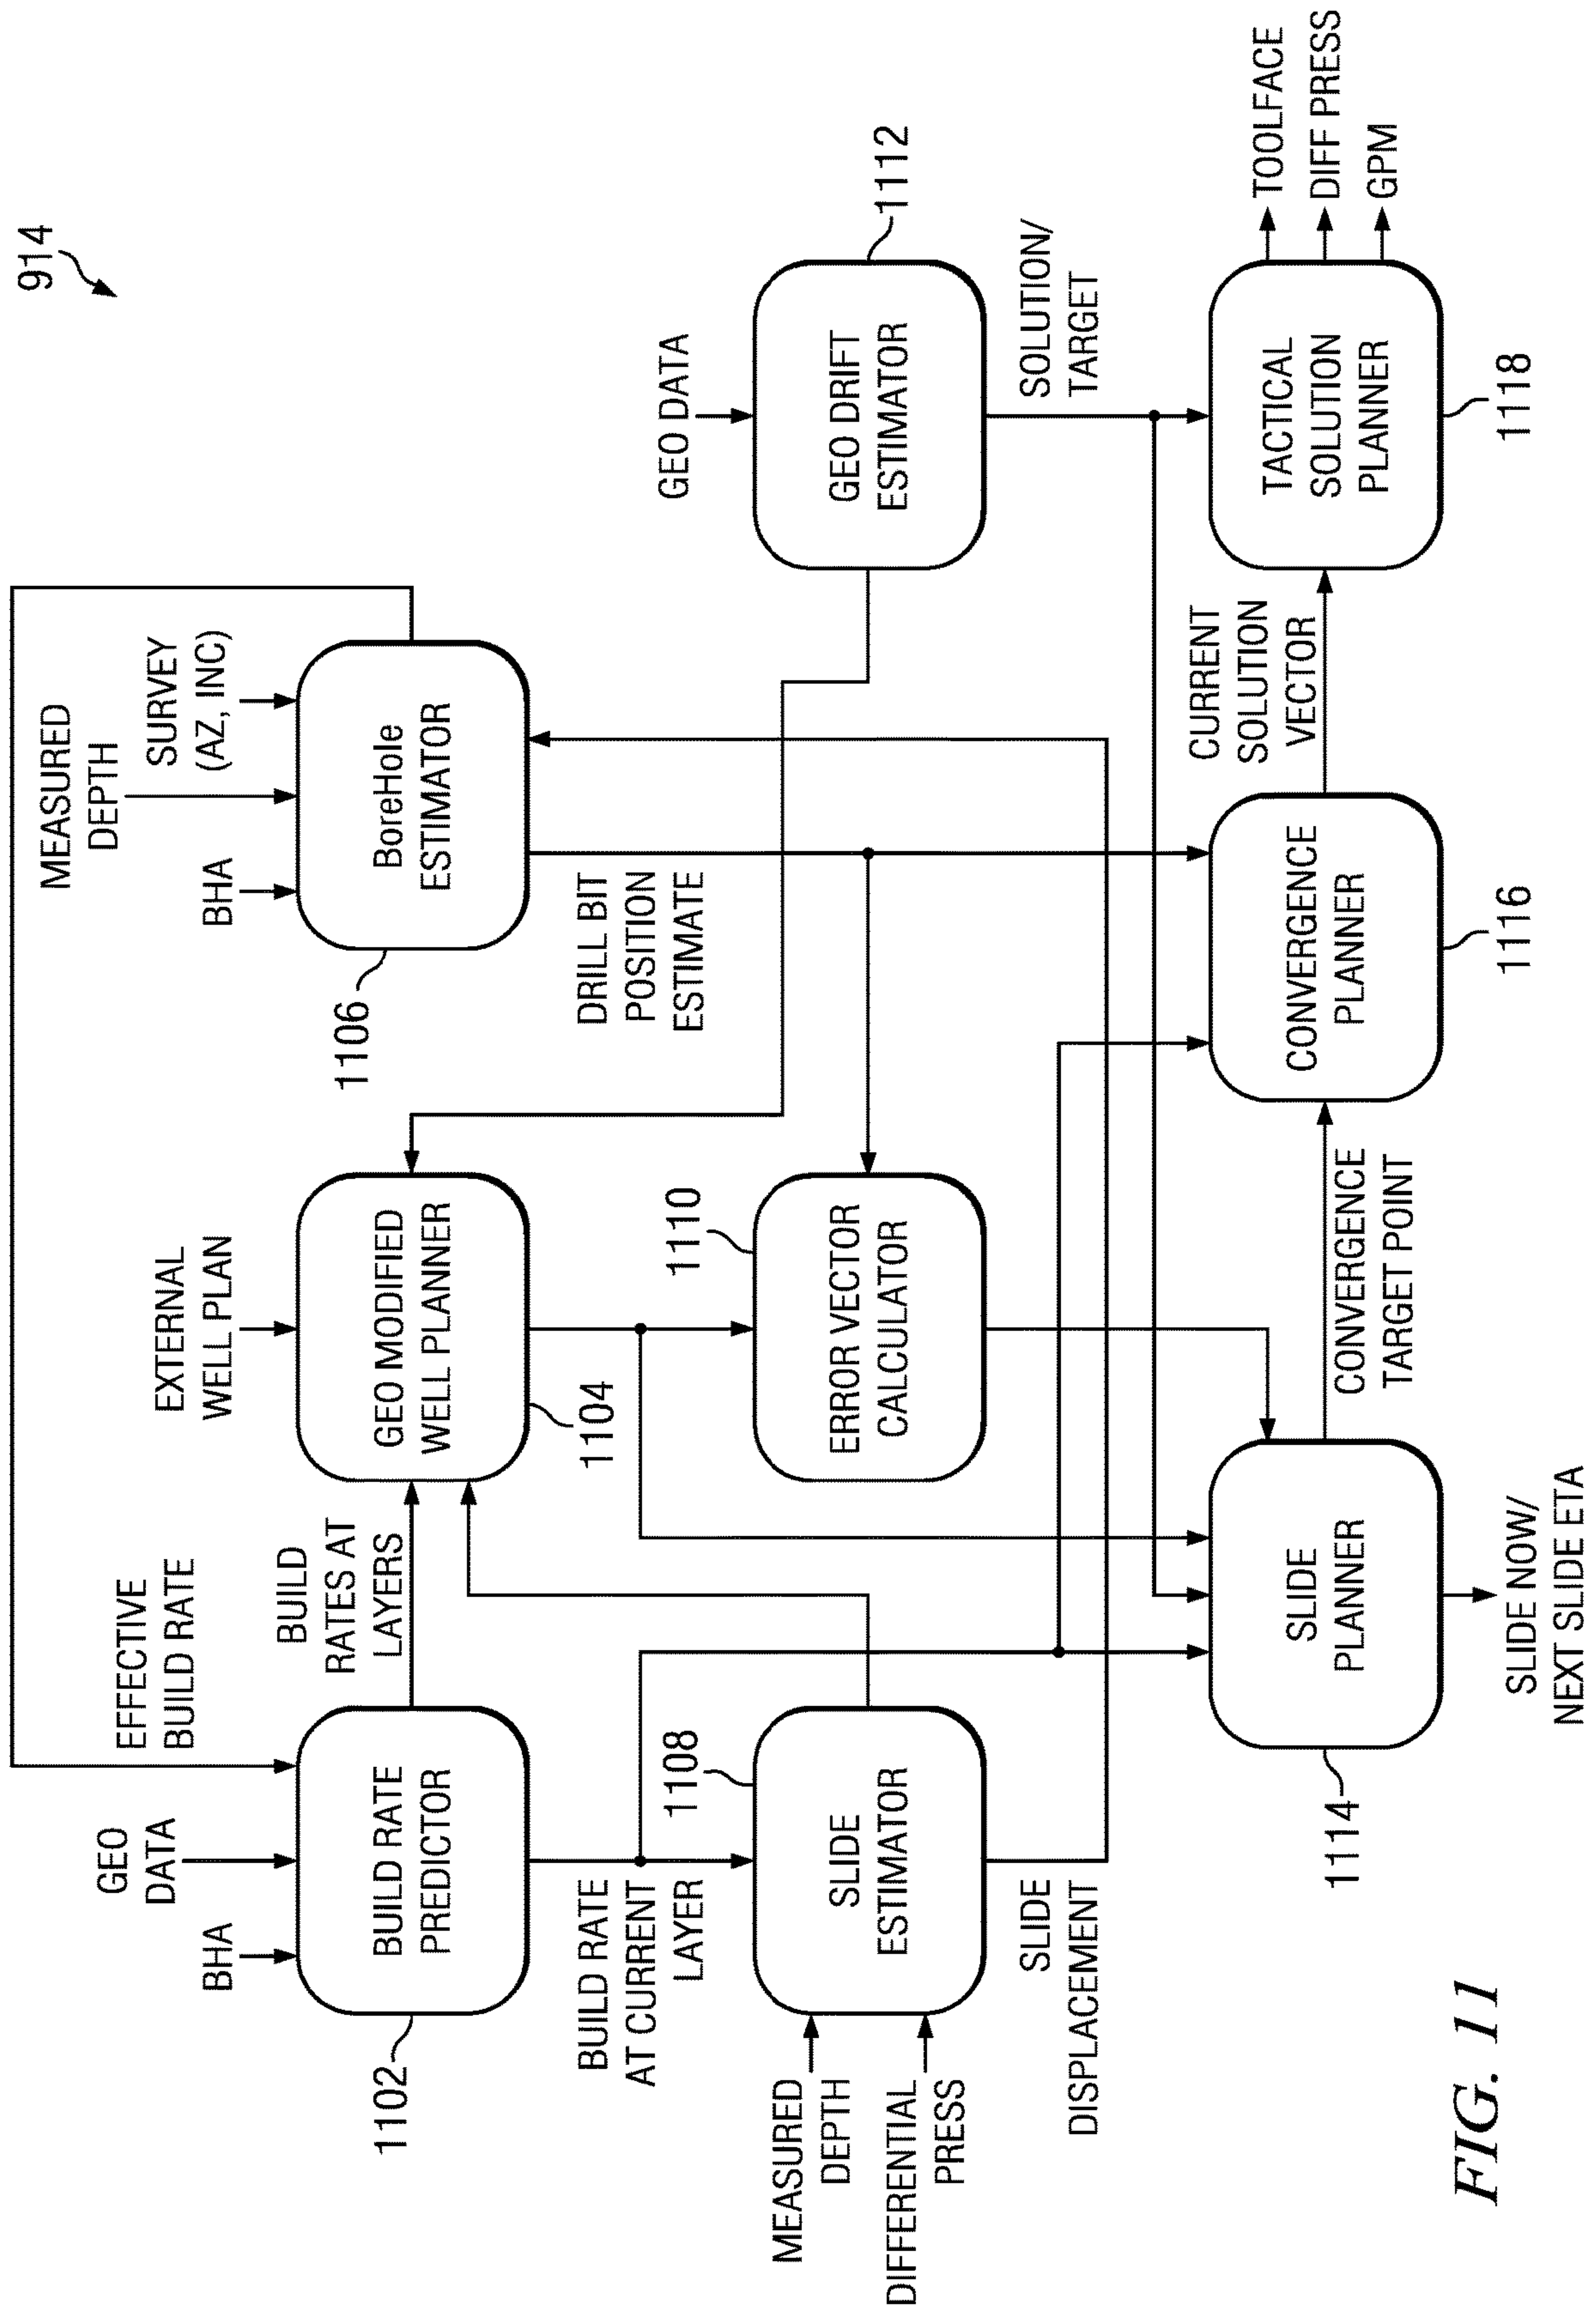 914
EFFECTIVE
BUILD RATE
GEO
DATA
BHA
BUILD RATE
PREDICTOR
1102
BUILD
RATES AT
LAYERS
EXTERNAL
WELL PLAN
GEO MODIFIED
WELL PLANNER
1104
MEASURED
DEPTH
BHA
SURVEY
(AZ, INC)
BoreHole
ESTIMATOR
1106
BUILD RATE
AT CURRENT
LAYER
DRILL BIT
POSITION
ESTIMATE
MEASURED
DEPTH
DIFFERENTIAL
PRESS
SLIDE
ESTIMATOR
1108
ERROR VECTOR
CALCULATOR
1110
GEO DATA
GEO DRIFT
ESTIMATOR
1112
SLIDE
DISPLACEMENT
SOLUTION/
TARGET
SLIDE
PLANNER
1114
CONVERGENCE
TARGET POINT
CONVERGENCE
PLANNER
1116
CURRENT
SOLUTION
VECTOR
TACTICAL
SOLUTION
PLANNER
1118
TOOLFACE
DIFF PRESS
GPM
SLIDE NOW/
NEXT SLIDE ETA
FIG. 11